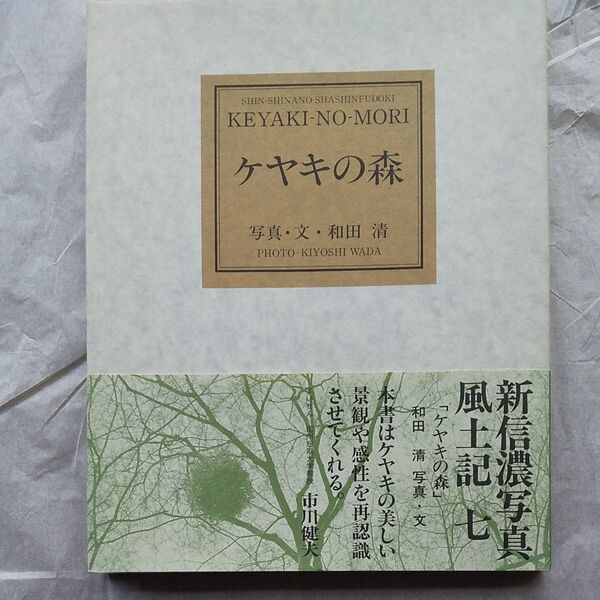 SHIN-SHINANO-SHASHINFUDOKI
KEYAKI-NO-MORI
ケヤキの森
写真・文・和田 清
PHOTO・KIYOSHI WADA
新信濃写真
風土記 七
「ケヤキの森」
和田 清 写真・文
本書はケヤキの美しい
景観や感性を再認識
させてくれる。
市川健夫